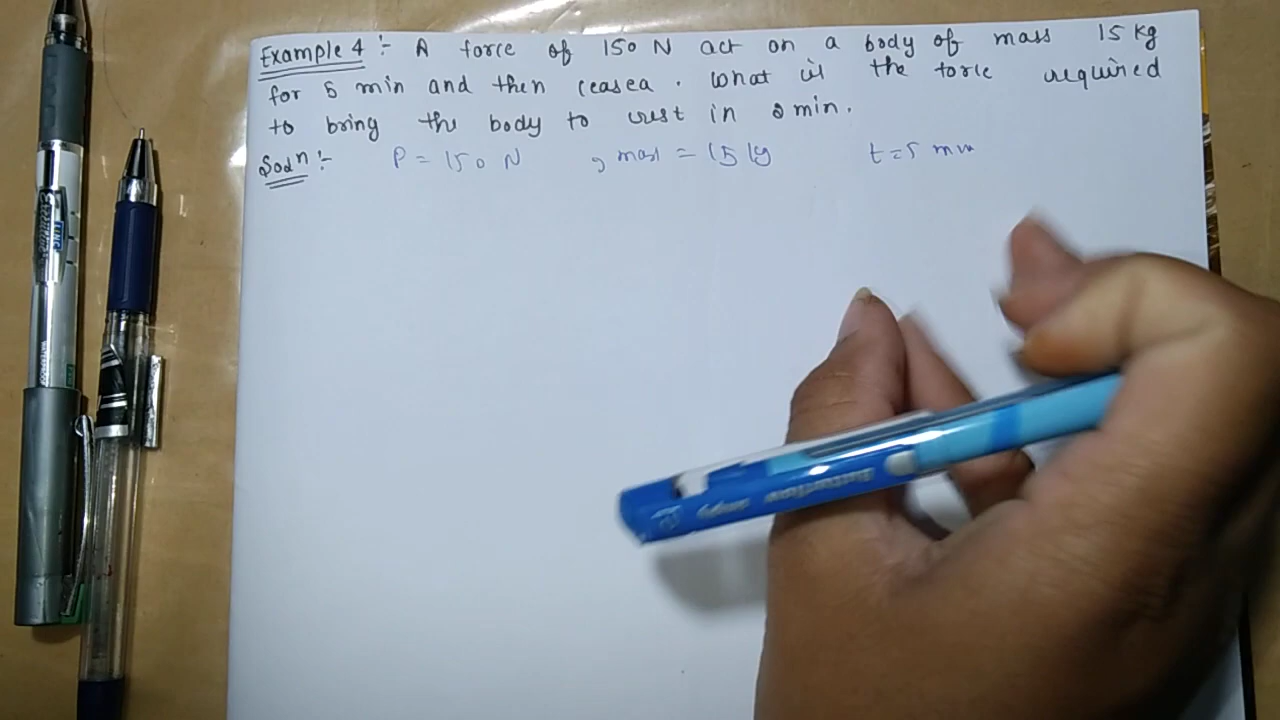 Example 4 :- A force of 150 N act on a body of mass 15 kg
for 5 min and then ceasea. What is the force required
to bring the body to rest in 2 min.
Soln :- P = 150 N , mass = 15 kg t = 5 min
Butterflow